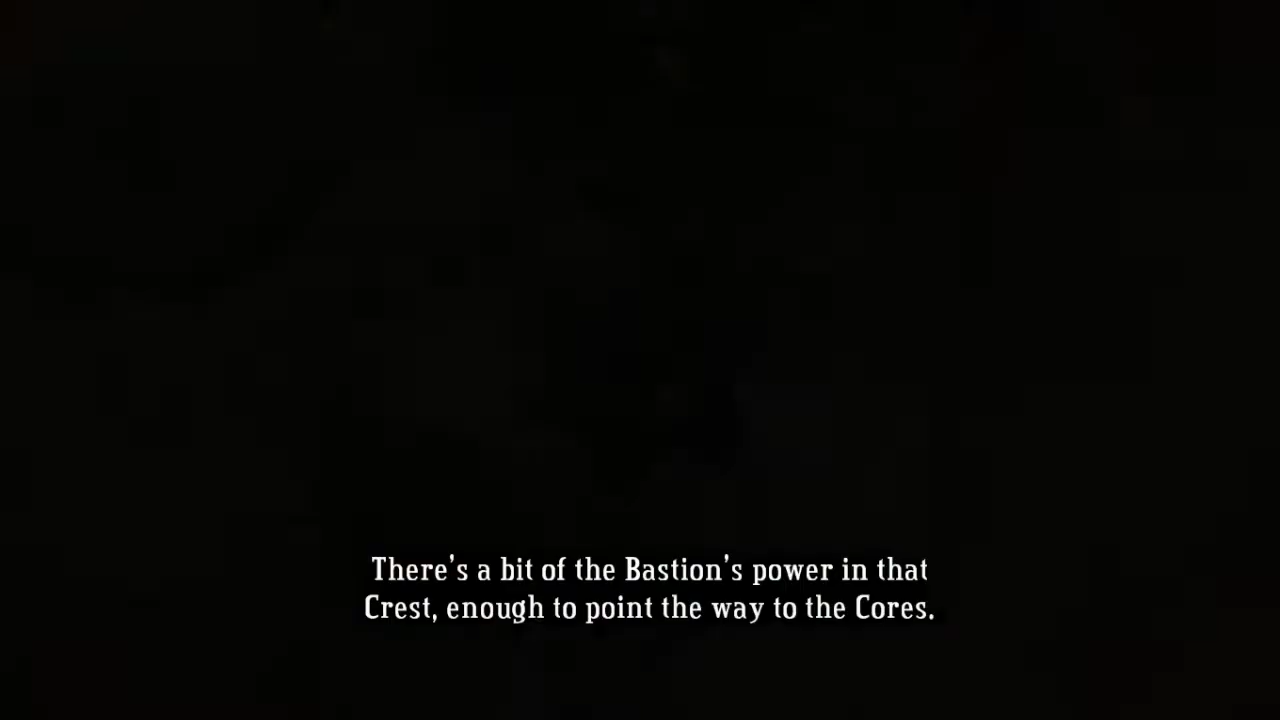 There's a bit of the Bastion's power in that
Crest, enough to point the way to the Cores.